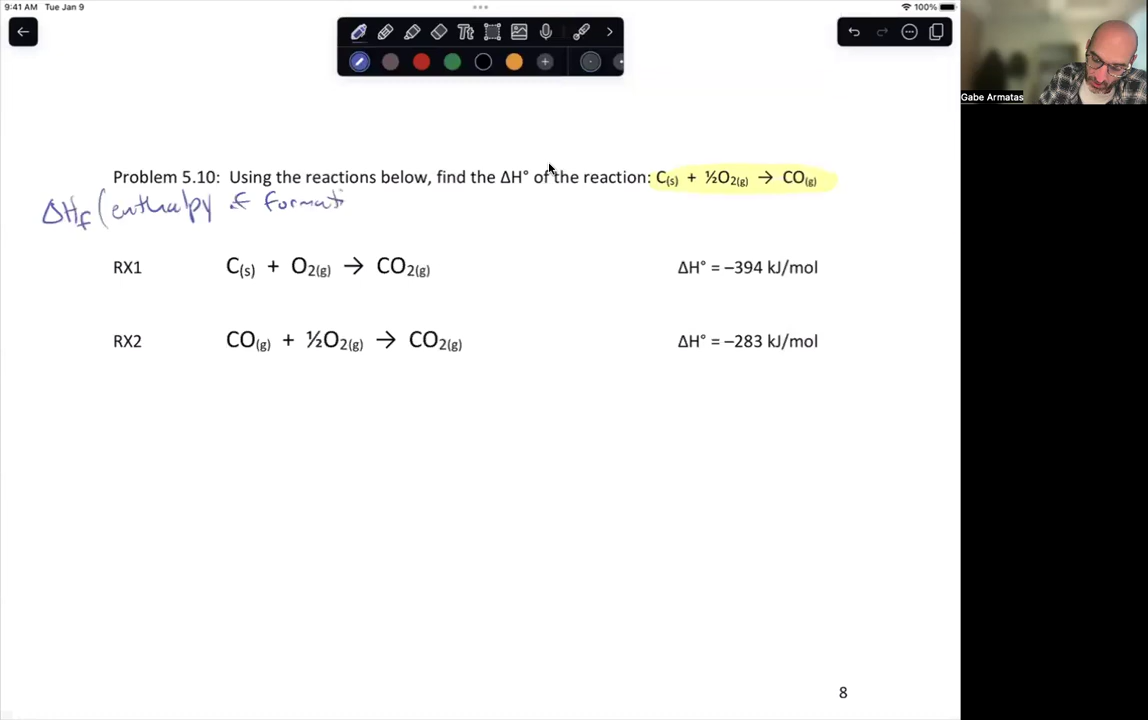 9:41 AM Tue Jan 9
100%
Tt
Gabe Armatas
Problem 5.10: Using the reactions below, find the ΔH° of the reaction: C(s) + ½O2(g) → CO(g)
ΔHf (enthalpy of formati
RX1 C(s) + O2(g) → CO2(g) ΔH° = –394 kJ/mol
RX2 CO(g) + ½O2(g) → CO2(g) ΔH° = –283 kJ/mol
8